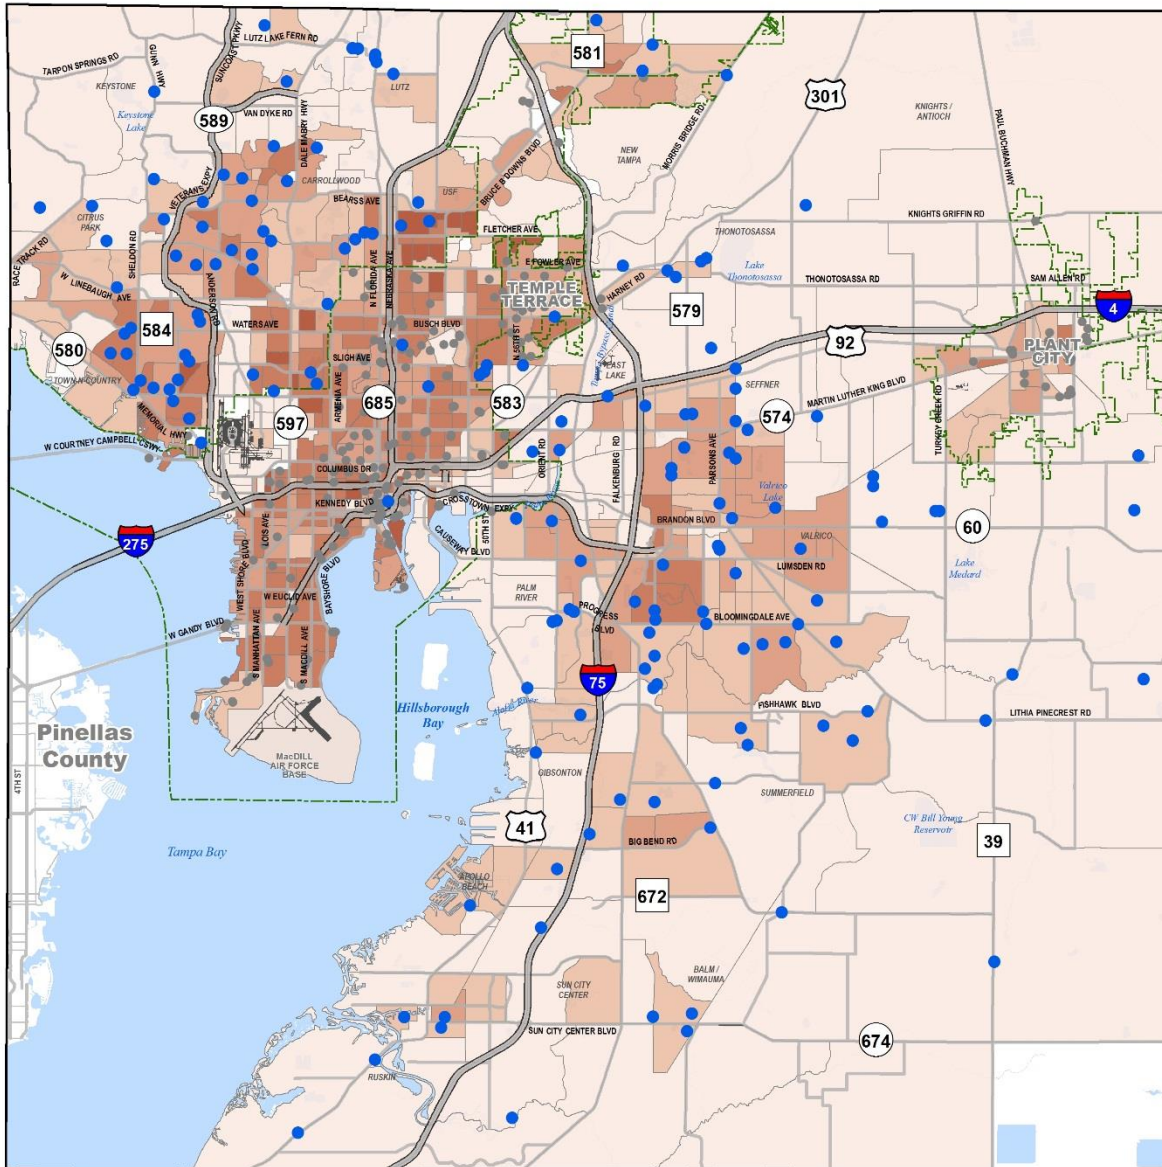 LUTZ LAKE FERN RD
SUNCOAST PKWY
GUNN HWY
TARPON SPRINGS RD
KEYSTONE
LUTZ
581
301
KNIGHTS /
ANTIOCH
PAUL BUCHMAN HWY
Keystone
Lake
589
VAN DYKE RD
DALE MABRY HWY
MORRIS BRIDGE RD
NEW
TAMPA
BRUCE B DOWNS BLVD
VETERANS EXPY
CARROLLWOOD
USF
BEARSS AVE
CITRUS
PARK
KNIGHTS GRIFFIN RD
FLETCHER AVE
THONOTOSASSA
RACE TRACK RD
SHELDON RD
E FOWLER AVE
Lake
Thonotosassa
THONOTOSASSA RD
SAM ALLEN RD
W LINEBAUGH AVE
ANDERSON RD
N FLORIDA AVE
NEBRASKA AVE
TEMPLE
TERRACE
HARNEY RD
579
4
584
WATERS AVE
BUSCH BLVD
N 56TH ST
92
PLANT
CITY
580
SLIGH AVE
EAST
LAKE
TOWN N COUNTRY
SEFFNER
MARTIN LUTHER KING BLVD
ARMENIA AVE
685
583
574
TURKEY CREEK RD
MEMORIAL HWY
597
W COURTNEY CAMPBELL CSWY
ORIENT RD
FALKENBURG RD
PARSONS AVE
COLUMBUS DR
Valrico
Lake
KENNEDY BLVD
CROSSTOWN EXPY
BRANDON BLVD
60
275
LOIS AVE
50TH ST
CAUSEWAY BLVD
VALRICO
LUMSDEN RD
Lake
Medard
WEST SHORE BLVD
BAYSHORE BLVD
PALM
RIVER
W EUCLID AVE
PROGRESS
BLVD
BLOOMINGDALE AVE
W GANDY BLVD
S MANHATTAN AVE
S MACDILL AVE
75
Hillsborough
Bay
Alafia River
FISHHAWK BLVD
LITHIA PINECREST RD
Pinellas
County
MacDILL
AIR FORCE
BASE
4TH ST
GIBSONTON
SUMMERFIELD
41
CW Bill Young
Reservoir
39
BIG BEND RD
Tampa Bay
APOLLO
BEACH
672
BALM /
WIMAUMA
SUN CITY
CENTER
SUN CITY CENTER BLVD
674
RUSKIN